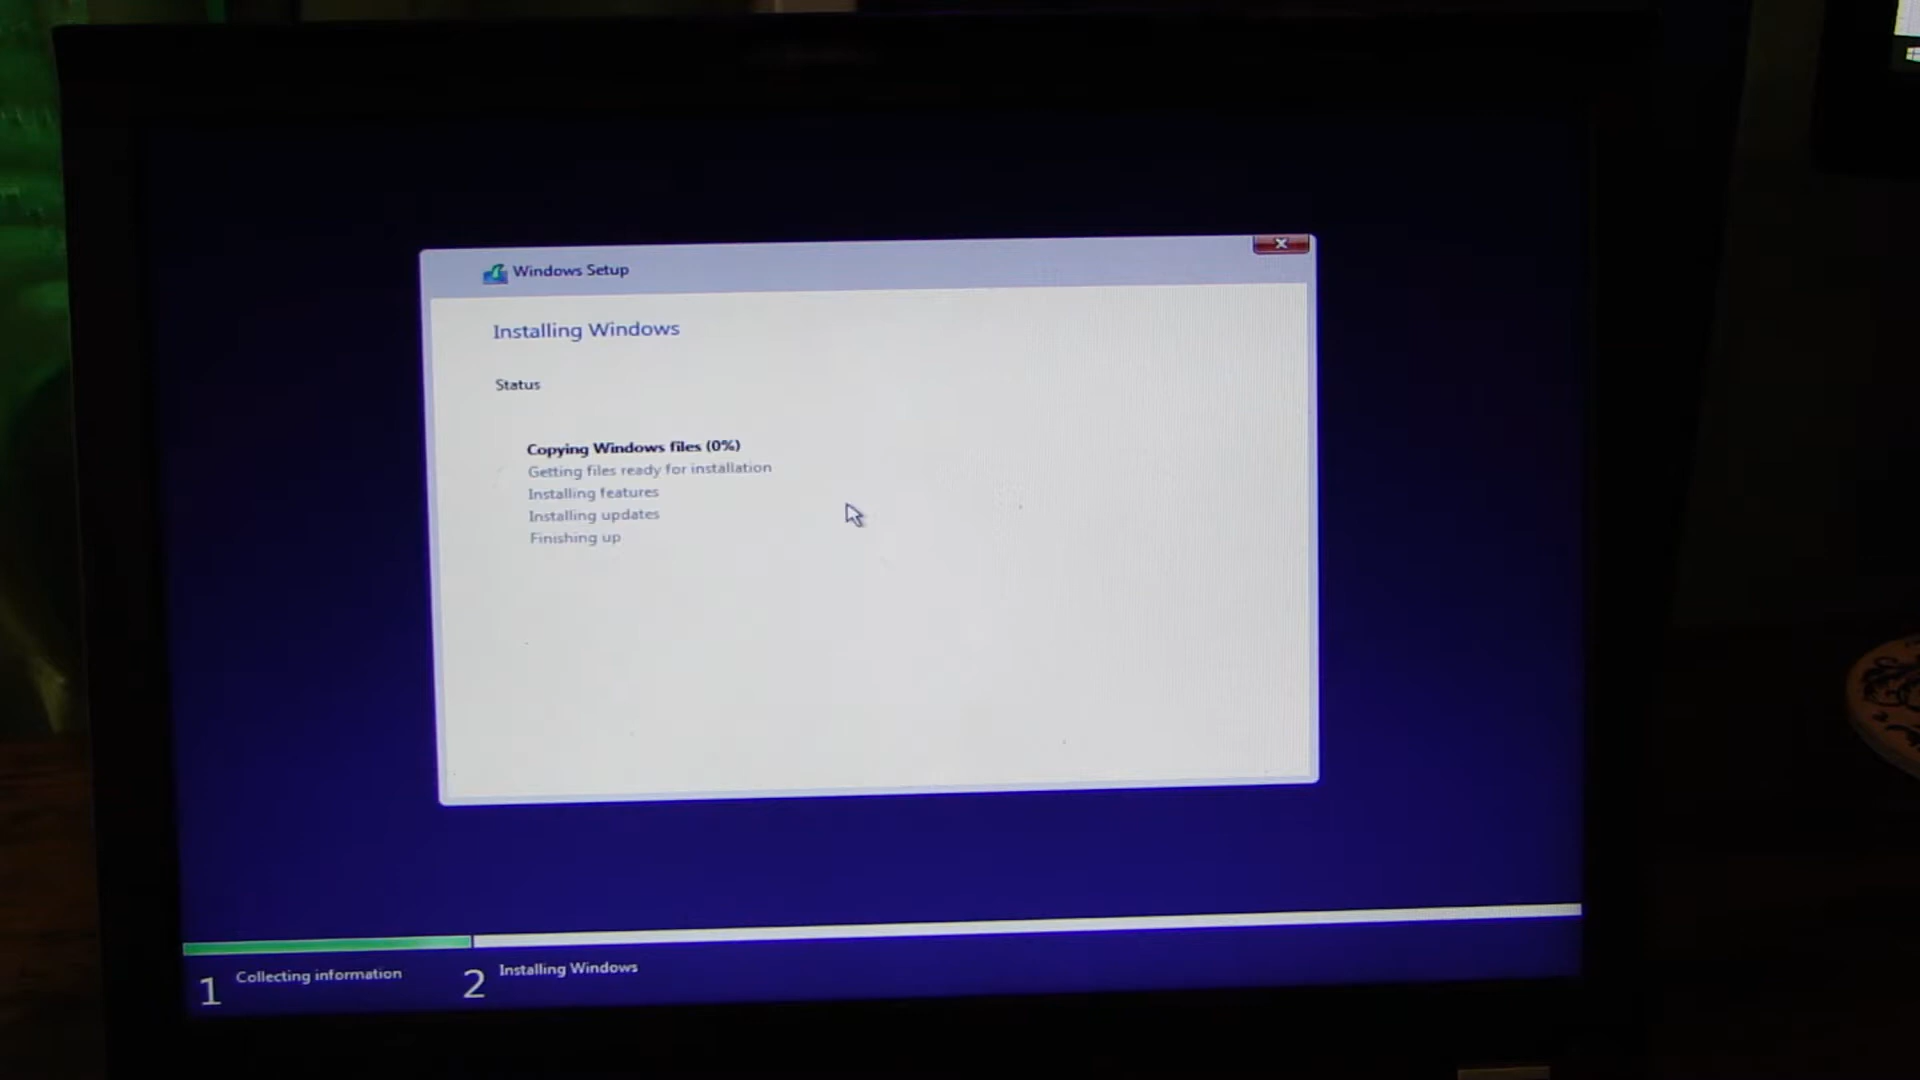 Windows Setup
Installing Windows
Status
Copying Windows files (0%)
Getting files ready for installation
Installing features
Installing updates
Finishing up
1 Collecting information
2 Installing Windows